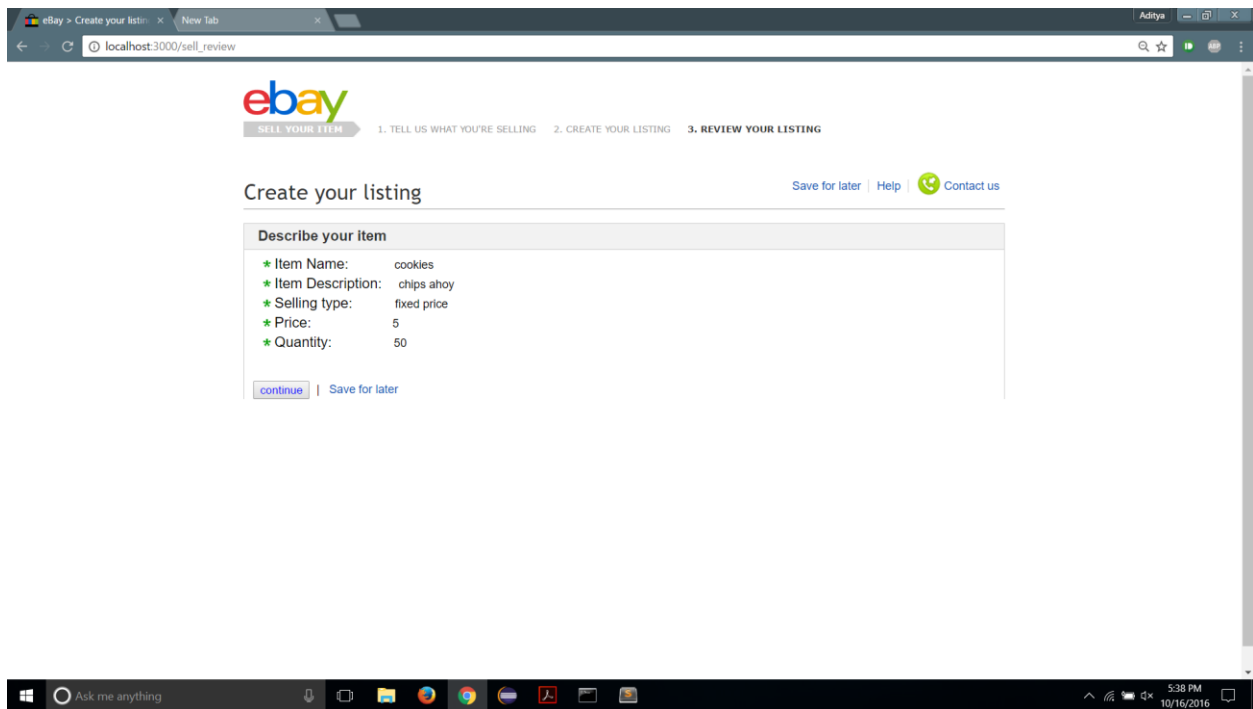 eBay > Create your listin
New Tab
Aditya
localhost:3000/sell_review
ABP
ebay
SELL YOUR ITEM 1. TELL US WHAT YOU'RE SELLING 2. CREATE YOUR LISTING 3. REVIEW YOUR LISTING
Create your listing
Save for later | Help | Contact us
Describe your item
* Item Name: cookies
* Item Description: chips ahoy
* Selling type: fixed price
* Price: 5
* Quantity: 50
continue | Save for later
Ask me anything
5:38 PM
10/16/2016